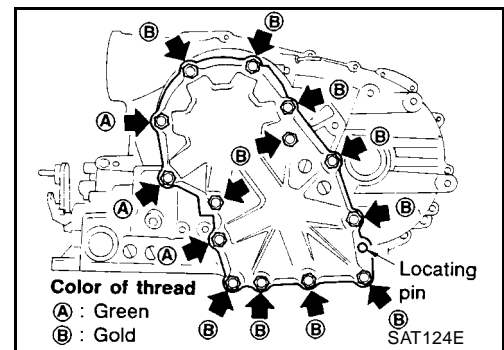 Ⓑ
Ⓑ
Ⓑ
Ⓐ
Ⓑ
Ⓑ
Ⓐ
Ⓑ
Ⓑ
Ⓐ
Locating
pin
Color of thread
Ⓐ : Green
Ⓑ : Gold
Ⓑ
Ⓑ
Ⓑ
Ⓑ
SAT124E